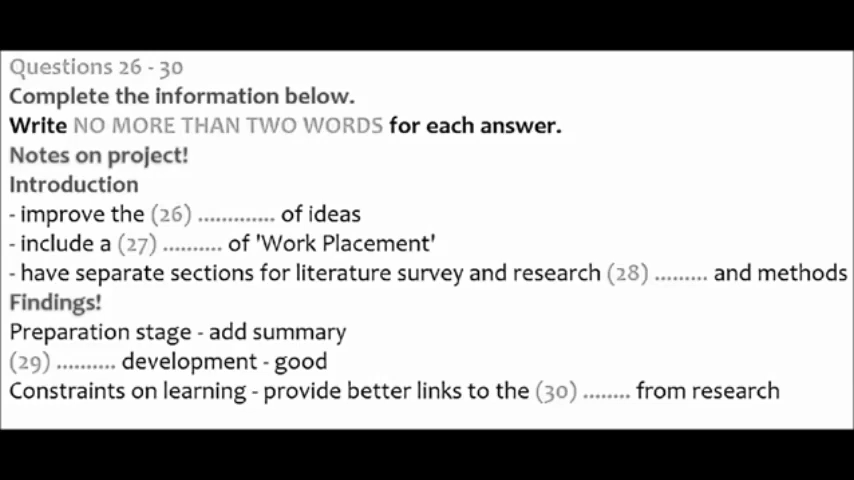 Questions 26 - 30
Complete the information below.
Write NO MORE THAN TWO WORDS for each answer.
Notes on project!
Introduction
- improve the (26) ............. of ideas
- include a (27) .......... of 'Work Placement'
- have separate sections for literature survey and research (28) ......... and methods
Findings!
Preparation stage - add summary
(29) .......... development - good
Constraints on learning - provide better links to the (30) ........ from research